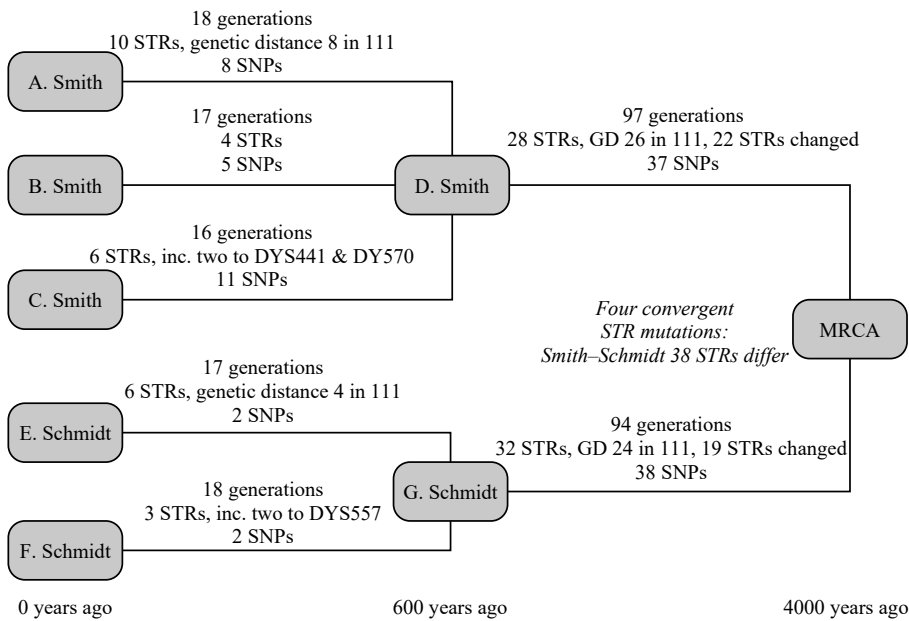 18 generations
10 STRs, genetic distance 8 in 111
8 SNPs
A. Smith
17 generations
4 STRs
5 SNPs
B. Smith
16 generations
6 STRs, inc. two to DYS441 & DY570
11 SNPs
C. Smith
D. Smith
97 generations
28 STRs, GD 26 in 111, 22 STRs changed
37 SNPs
Four convergent
STR mutations:
Smith–Schmidt 38 STRs differ
MRCA
17 generations
6 STRs, genetic distance 4 in 111
2 SNPs
E. Schmidt
18 generations
3 STRs, inc. two to DYS557
2 SNPs
F. Schmidt
G. Schmidt
94 generations
32 STRs, GD 24 in 111, 19 STRs changed
38 SNPs
0 years ago
600 years ago
4000 years ago